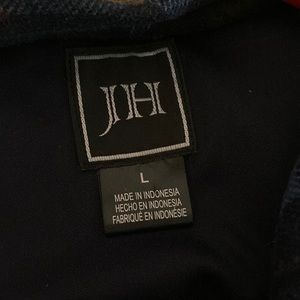 JH
L
MADE IN INDONESIA
HECHO EN INDONESIA
FABRIQUÉ EN INDONÉSIE